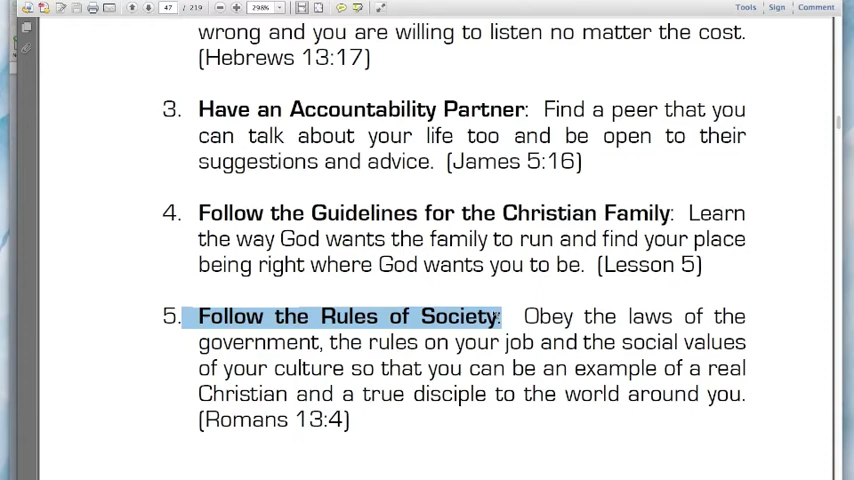 47 / 219
298%
Tools Sign Comment
wrong and you are willing to listen no matter the cost.
(Hebrews 13:17)
3. Have an Accountability Partner: Find a peer that you
can talk about your life too and be open to their
suggestions and advice. (James 5:16)
4. Follow the Guidelines for the Christian Family: Learn
the way God wants the family to run and find your place
being right where God wants you to be. (Lesson 5)
5. Follow the Rules of Society: Obey the laws of the
government, the rules on your job and the social values
of your culture so that you can be an example of a real
Christian and a true disciple to the world around you.
(Romans 13:4)